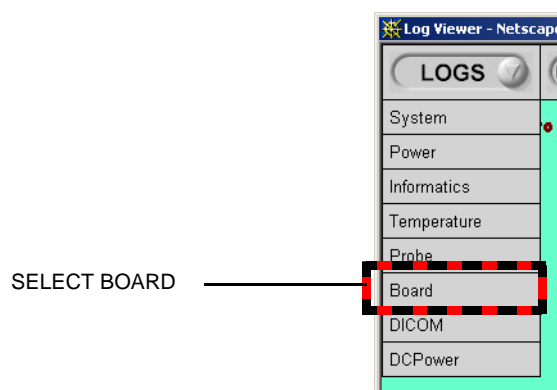 Log Viewer - Netscape
LOGS
System
Power
Informatics
Temperature
Probe
SELECT BOARD
Board
DICOM
DCPower